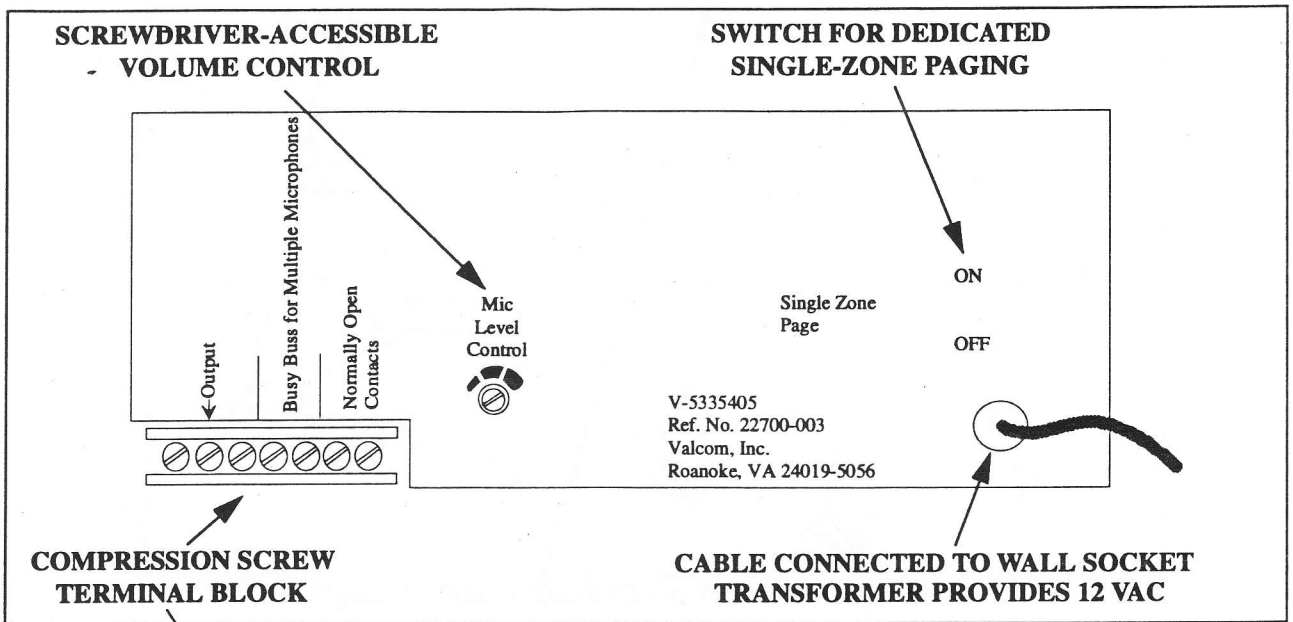 SCREWDRIVER-ACCESSIBLE
VOLUME CONTROL
SWITCH FOR DEDICATED
SINGLE-ZONE PAGING
Output
Busy Buss for Multiple Microphones
Normally Open
Contacts
Mic
Level
Control
Single Zone
Page
ON
OFF
V-5335405
Ref. No. 22700-003
Valcom, Inc.
Roanoke, VA 24019-5056
COMPRESSION SCREW
TERMINAL BLOCK
CABLE CONNECTED TO WALL SOCKET
TRANSFORMER PROVIDES 12 VAC